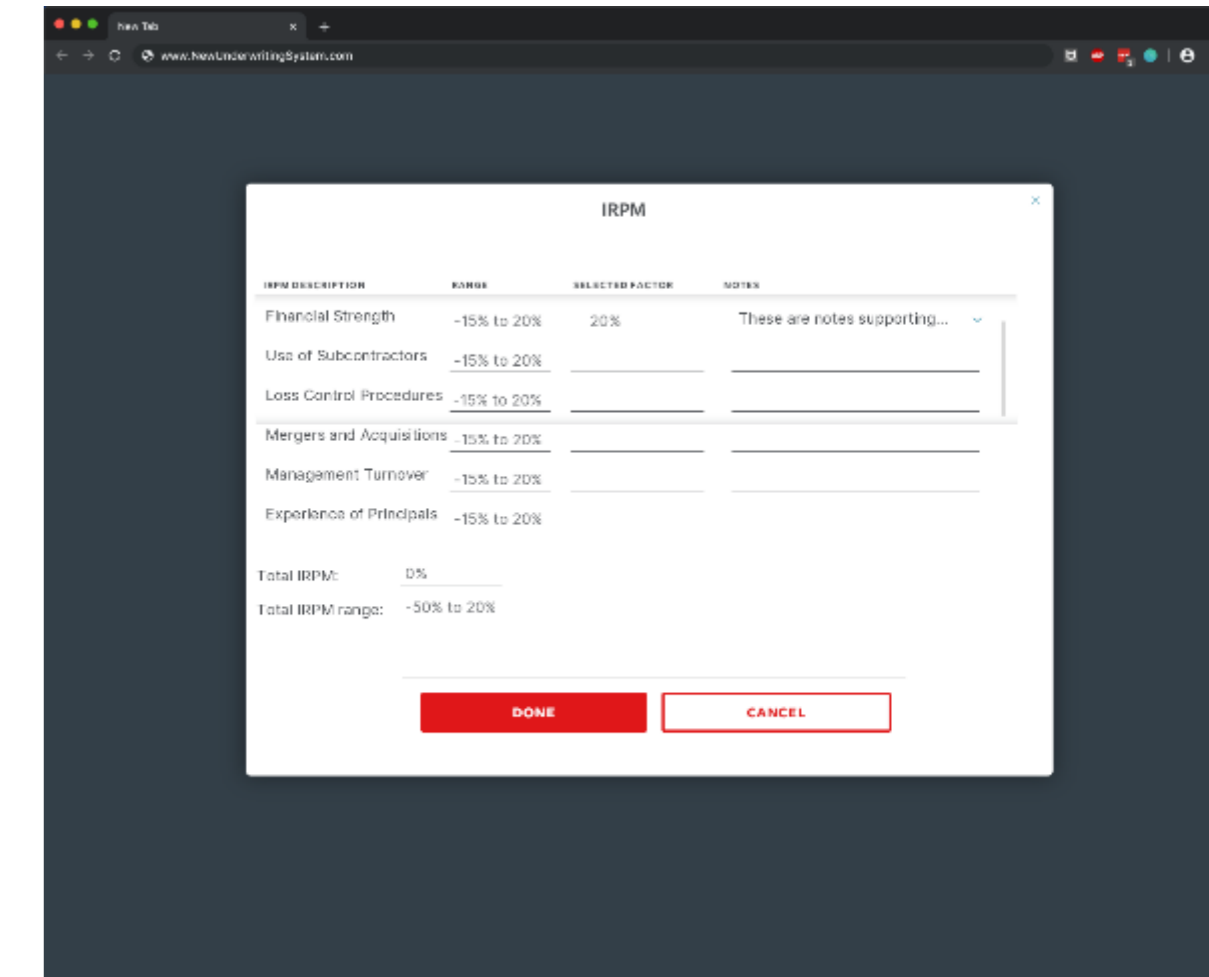 New Tab
www.NewUnderwritingSystem.com
IRPM
IRPM DESCRIPTION RANGE SELECTED FACTOR NOTES
Financial Strength -15% to 20% 20% These are notes supporting...
Use of Subcontractors -15% to 20%
Loss Control Procedures -15% to 20%
Mergers and Acquisitions -15% to 20%
Management Turnover -15% to 20%
Experience of Principals -15% to 20%
Total IRPM: 0%
Total IRPM range: -50% to 20%
DONE CANCEL